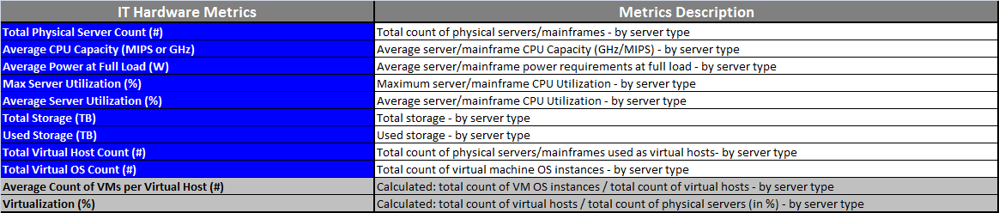 IT Hardware Metrics Metrics Description
Total Physical Server Count (#) Total count of physical servers/mainframes - by server type
Average CPU Capacity (MIPS or GHz) Average server/mainframe CPU Capacity (GHz/MIPS) - by server type
Average Power at Full Load (W) Average server/mainframe power requirements at full load - by server type
Max Server Utilization (%) Maximum server/mainframe CPU Utilization - by server type
Average Server Utilization (%) Average server/mainframe CPU Utilization - by server type
Total Storage (TB) Total storage - by server type
Used Storage (TB) Used storage - by server type
Total Virtual Host Count (#) Total count of physical servers/mainframes used as virtual hosts- by server type
Total Virtual OS Count (#) Total count of virtual machine OS instances - by server type
Average Count of VMs per Virtual Host (#) Calculated: total count of VM OS instances / total count of virtual hosts - by server type
Virtualization (%) Calculated: total count of virtual hosts / total count of physical servers (in %) - by server type